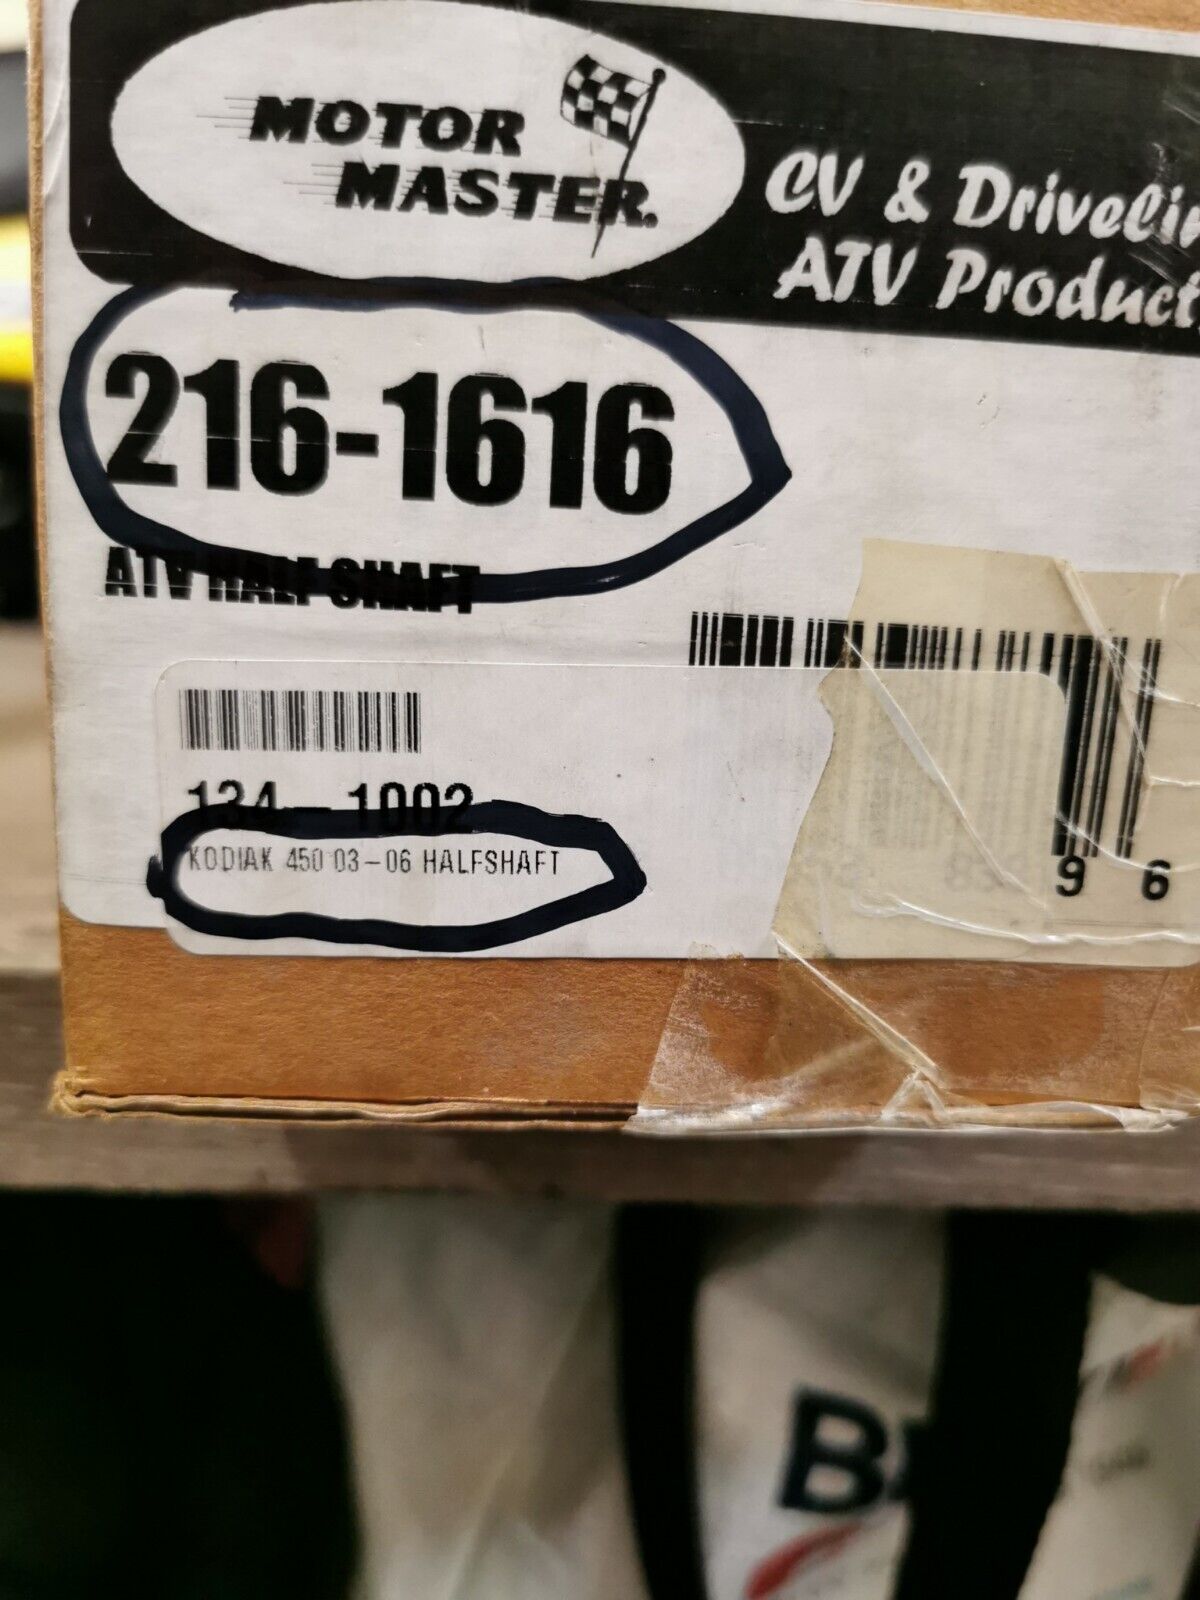 MOTOR
MASTER.
CV & Driveli
ATV Product
216-1616
ATV HALF SHAFT
134-1002
KODIAK 450 03-06 HALFSHAFT
9 6
B